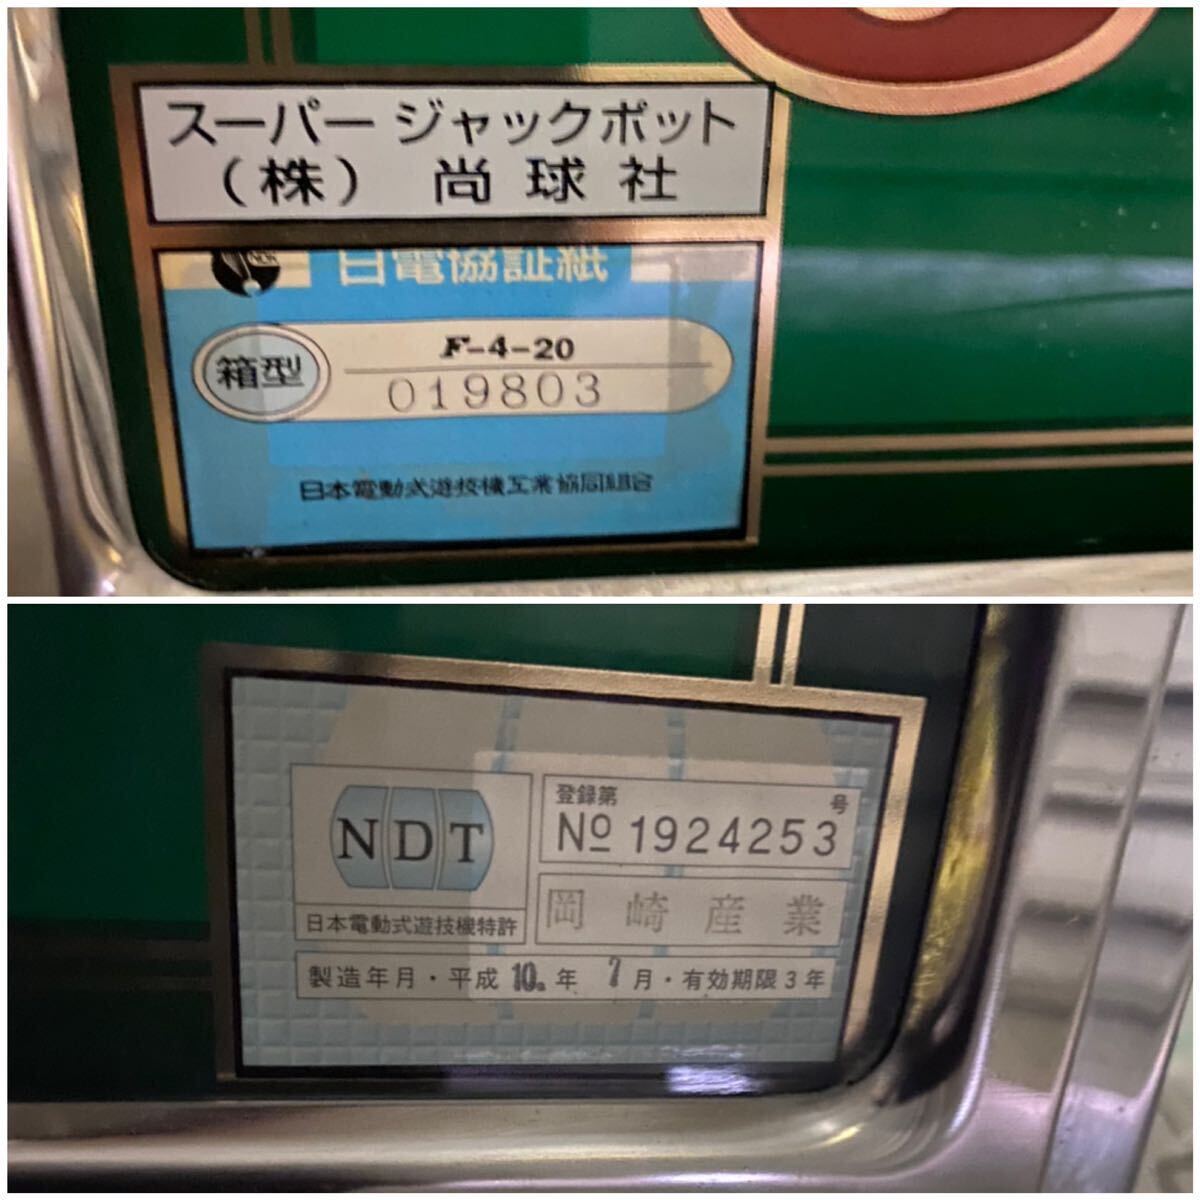 スーパー ジャックポット
（株） 尚球社
日電協証紙
箱型
F-4-20
019803
日本電動式遊技機工業協同組合
NDT
日本電動式遊技機特許
登録第 号
No 1924253
岡崎産業
製造年月・平成10年 7月・有効期限3年